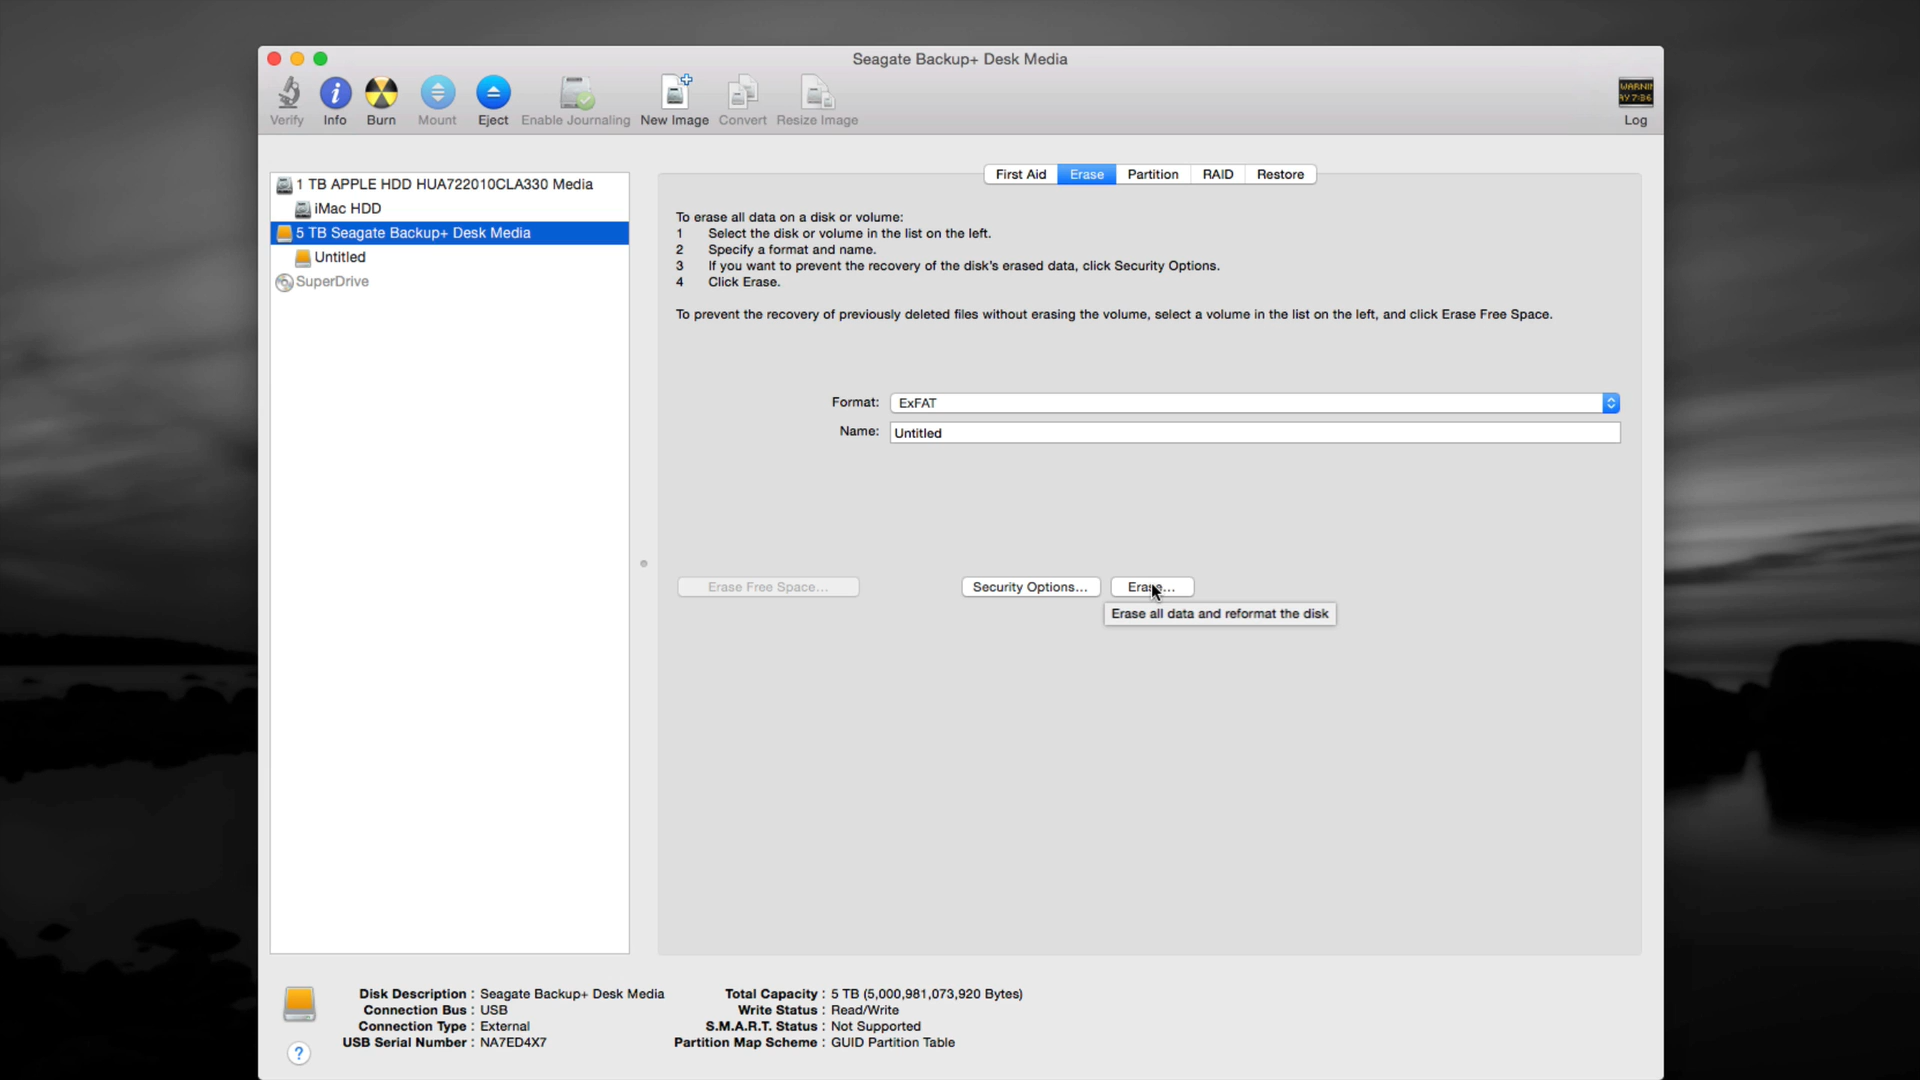 Seagate Backup+ Desk Media
Verify Info Burn Mount Eject Enable Journaling New Image Convert Resize Image
WARNIN
AY 7:36
Log
First Aid Erase Partition RAID Restore
1 TB APPLE HDD HUA722010CLA330 Media
iMac HDD
5 TB Seagate Backup+ Desk Media
Untitled
SuperDrive
To erase all data on a disk or volume:
1 Select the disk or volume in the list on the left.
2 Specify a format and name.
3 If you want to prevent the recovery of the disk's erased data, click Security Options.
4 Click Erase.
To prevent the recovery of previously deleted files without erasing the volume, select a volume in the list on the left, and click Erase Free Space.
Format: ExFAT
Name: Untitled
Erase Free Space... Security Options... Erase...
Erase all data and reformat the disk
Disk Description : Seagate Backup+ Desk Media
Connection Bus : USB
Connection Type : External
USB Serial Number : NA7ED4X7
Total Capacity : 5 TB (5,000,981,073,920 Bytes)
Write Status : Read/Write
S.M.A.R.T. Status : Not Supported
Partition Map Scheme : GUID Partition Table
?